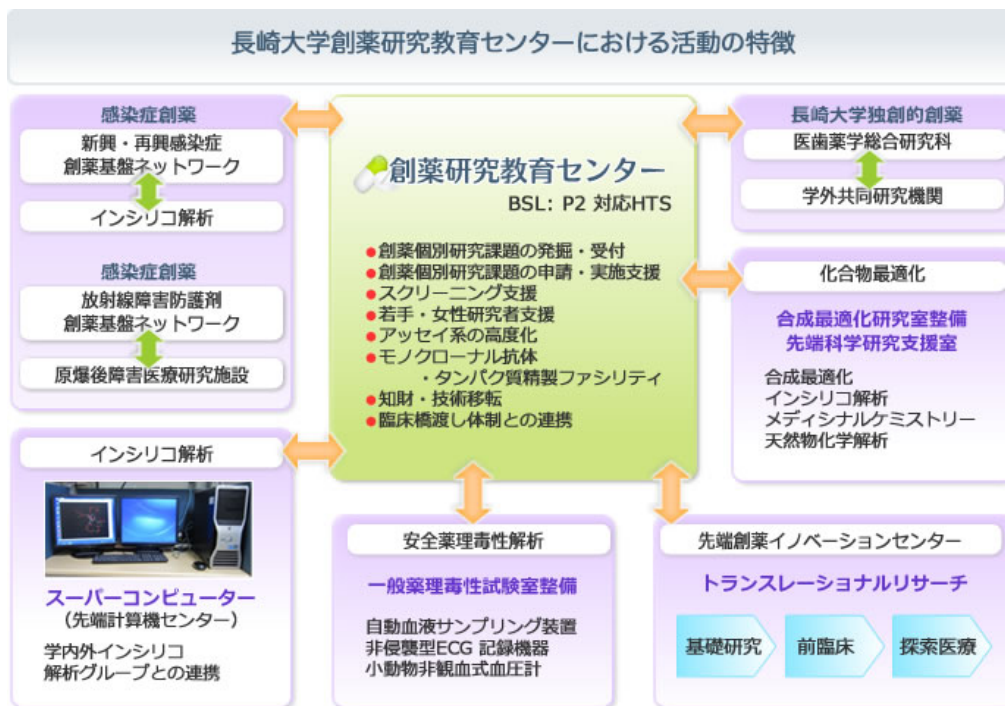 長崎大学創薬研究教育センターにおける活動の特徴
感染症創薬
新興・再興感染症
創薬基盤ネットワーク
インシリコ解析
感染症創薬
放射線障害防護剤
創薬基盤ネットワーク
原爆後障害医療研究施設
創薬研究教育センター
BSL: P2 対応HTS
●創薬個別研究課題の発掘・受付
●創薬個別研究課題の申請・実施支援
●スクリーニング支援
●若手・女性研究者支援
●アッセイ系の高度化
●モノクローナル抗体
・タンパク質精製ファシリティ
●知財・技術移転
●臨床橋渡し体制との連携
長崎大学独創的創薬
医歯薬学総合研究科
学外共同研究機関
化合物最適化
合成最適化研究室整備
先端科学研究支援室
合成最適化
インシリコ解析
メディシナルケミストリー
天然物化学解析
インシリコ解析
スーパーコンピューター
（先端計算機センター）
学内外インシリコ
解析グループとの連携
安全薬理毒性解析
一般薬理毒性試験室整備
自動血液サンプリング装置
非侵襲型ECG 記録機器
小動物非観血式血圧計
先端創薬イノベーションセンター
トランスレーショナルリサーチ
基礎研究
前臨床
探索医療